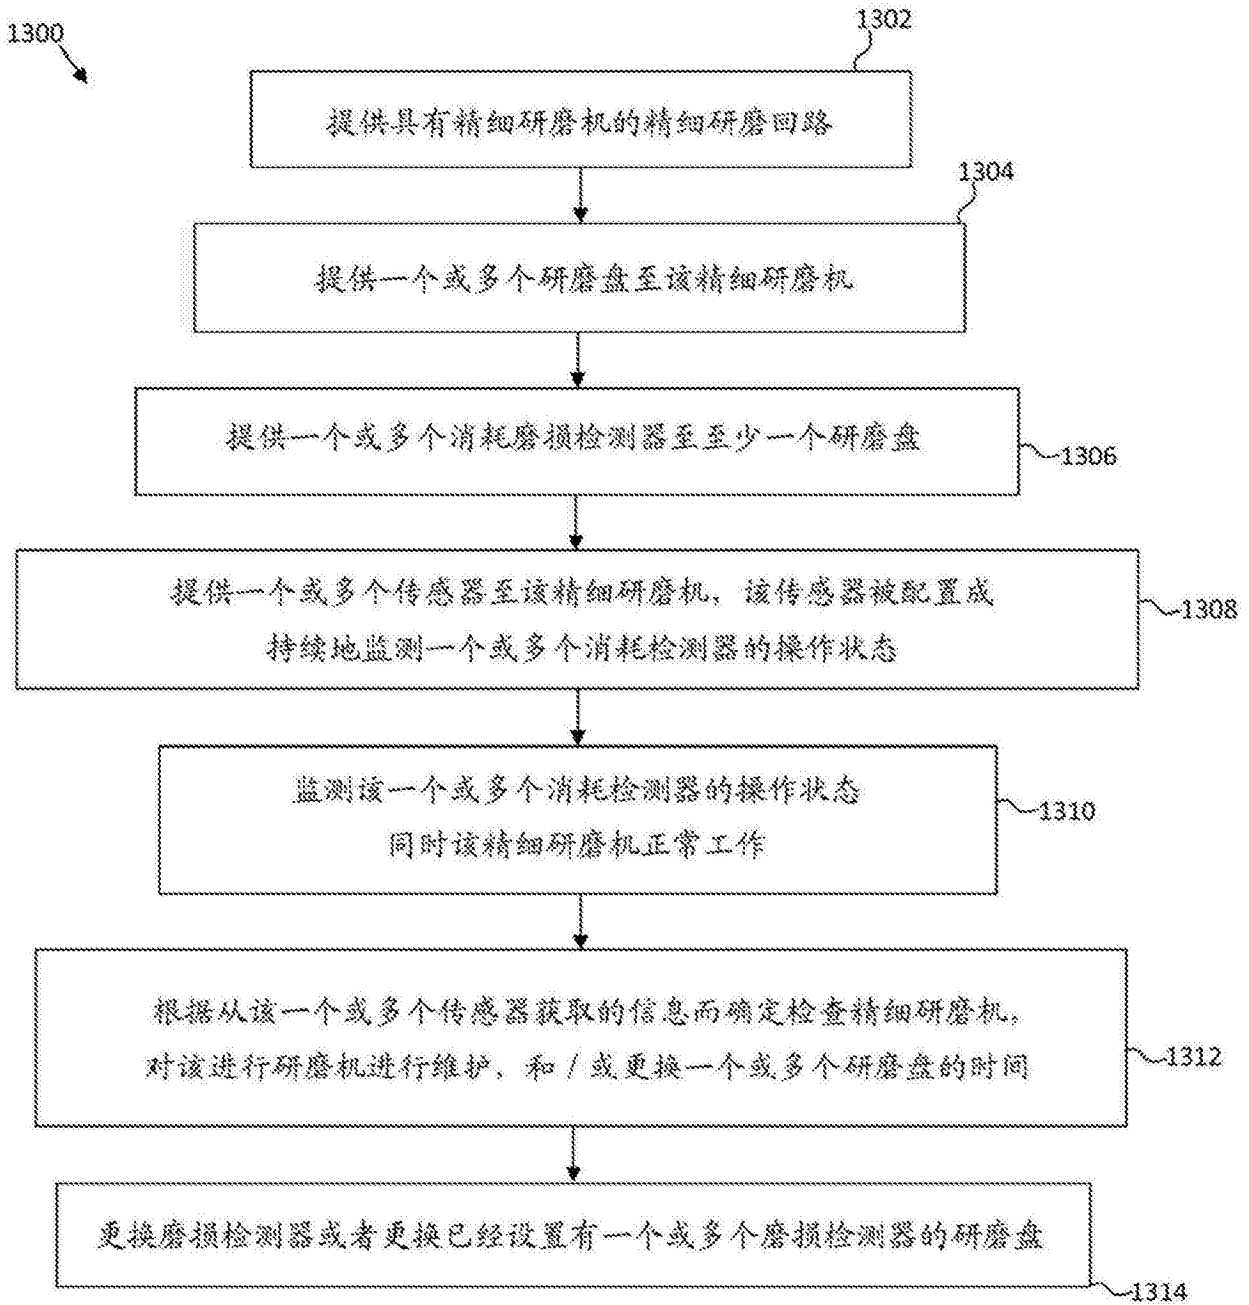 1300
1302
提供具有精细研磨机的精细研磨回路
1304
提供一个或多个研磨盘至该精细研磨机
提供一个或多个消耗磨损检测器至至少一个研磨盘
1306
提供一个或多个传感器至该精细研磨机，该传感器被配置成
持续地监测一个或多个消耗检测器的操作状态
1308
监测该一个或多个消耗检测器的操作状态
同时该精细研磨机正常工作
1310
根据从该一个或多个传感器获取的信息而确定检查精细研磨机，
对该进行研磨机进行维护，和/或更换一个或多个研磨盘的时间
1312
更换磨损检测器或者更换已经设置有一个或多个磨损检测器的研磨盘
1314